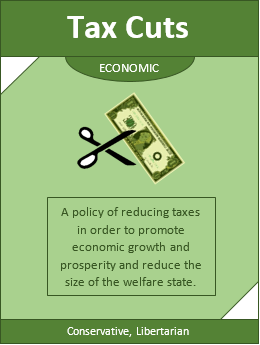 Tax Cuts
ECONOMIC
A policy of reducing taxes
in order to promote
economic growth and
prosperity and reduce the
size of the welfare state.
Conservative, Libertarian